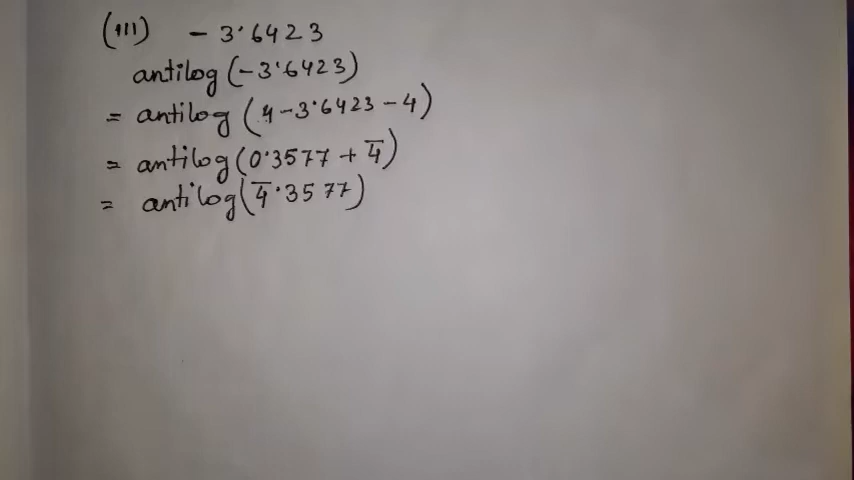 (iii) - 3.6423
antilog (-3.6423)
= antilog (4 - 3.6423 - 4)
= antilog (0.3577 + 4̅)
= antilog (4̅.3577)